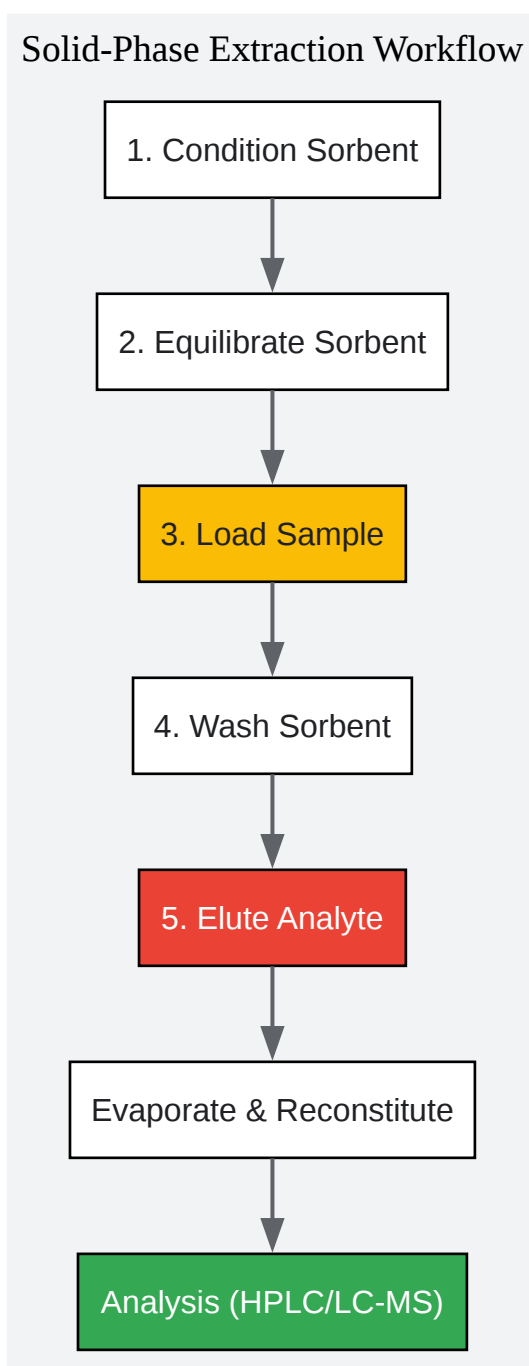 Solid-Phase Extraction Workflow
1. Condition Sorbent
2. Equilibrate Sorbent
3. Load Sample
4. Wash Sorbent
5. Elute Analyte
Evaporate & Reconstitute
Analysis (HPLC/LC-MS)